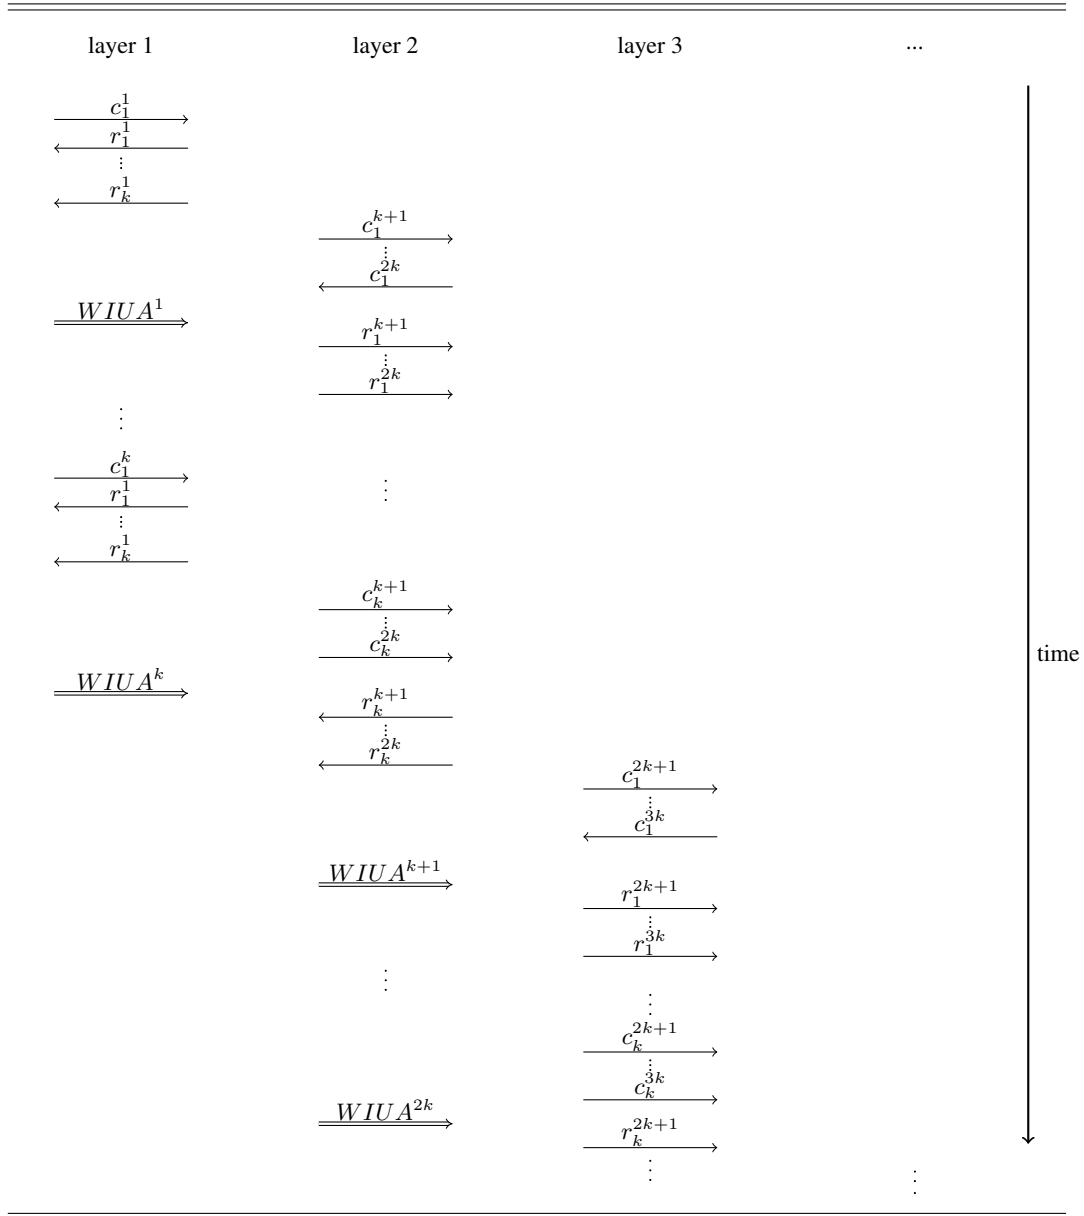 layer 1 layer 2 layer 3 ...
c_1^1
r_1^1
⋮
r_k^1
c_1^{k+1}
⋮
c_1^{2k}
WIUA^1
r_1^{k+1}
⋮
r_1^{2k}
⋮
c_1^k
r_1^1
⋮
⋮
r_k^1
c_k^{k+1}
⋮
c_k^{2k}
time
WIUA^k
r_k^{k+1}
⋮
r_k^{2k}
c_1^{2k+1}
⋮
c_1^{3k}
WIUA^{k+1}
r_1^{2k+1}
⋮
r_1^{3k}
⋮
⋮
c_k^{2k+1}
⋮
c_k^{3k}
WIUA^{2k}
r_k^{2k+1}
⋮
⋮